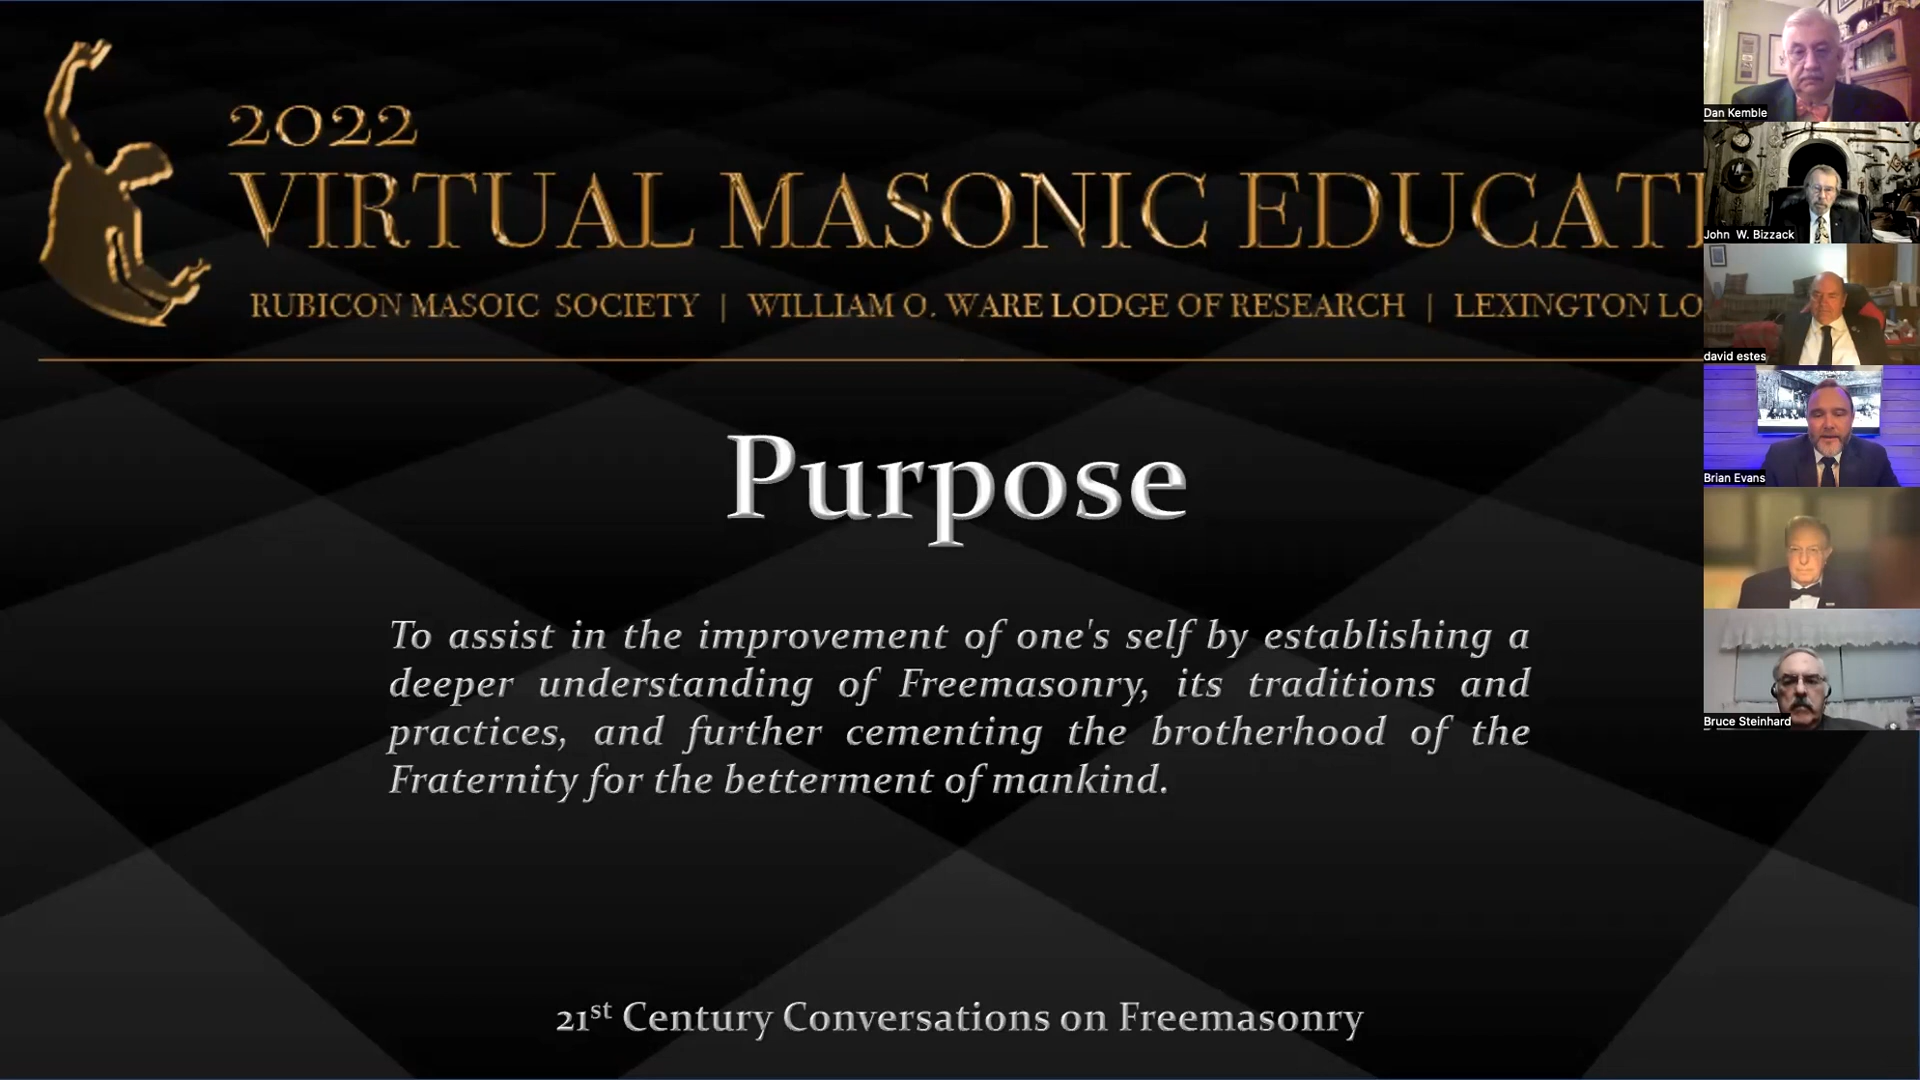 2022
VIRTUAL MASONIC EDUCATI
RUBICON MASOIC SOCIETY | WILLIAM O. WARE LODGE OF RESEARCH | LEXINGTON LO
Purpose
To assist in the improvement of one's self by establishing a
deeper understanding of Freemasonry, its traditions and
practices, and further cementing the brotherhood of the
Fraternity for the betterment of mankind.
21st Century Conversations on Freemasonry
Dan Kemble
John W. Bizzack
david estes
Brian Evans
Bruce Steinhard